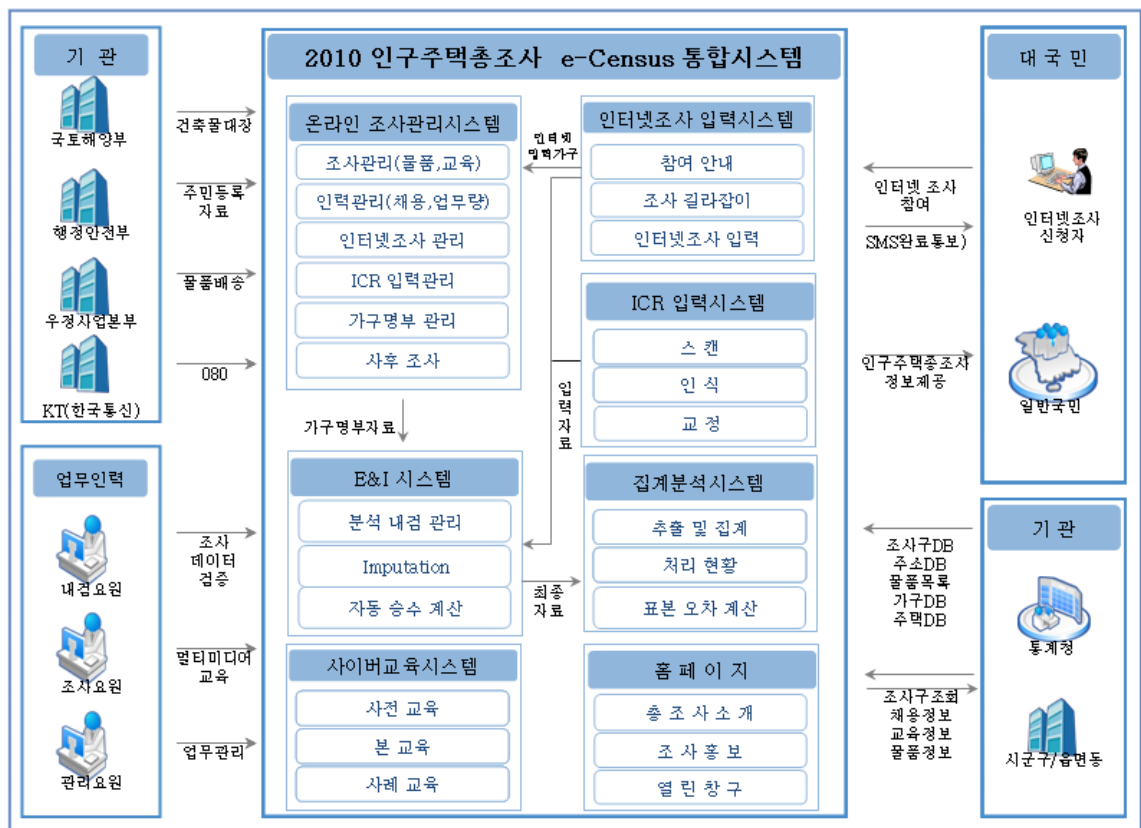 기 관
국토해양부
행정안전부
우정사업본부
KT(한국통신)
업무인력
내검요원
조사요원
관리요원
건축물대장
주민등록
자료
물품배송
080
조사
데이터
검증
멀티미디어
교육
업무관리
2010 인구주택총조사 e-Census 통합시스템
온라인 조사관리시스템
조사관리(물품,교육)
인력관리(채용,업무량)
인터넷조사 관리
ICR 입력관리
가구명부 관리
사후 조사
인터넷
입력가구
인터넷조사 입력시스템
참여 안내
조사 길라잡이
인터넷조사 입력
ICR 입력시스템
스 캔
인 식
교 정
입
력
자
료
가구명부자료
E&I 시스템
분석 내검 관리
Imputation
자동 승수 계산
최종
자료
집계분석시스템
추출 및 집계
처리 현황
표본 오차 계산
사이버교육시스템
사전 교육
본 교육
사례 교육
홈 페 이 지
총 조 사 소 개
조 사 홍 보
열 린 창 구
인터넷 조사
참여
SMS완료통보)
인구주택총조사
정보제공
조사구DB
주소DB
물품목록
가구DB
주택DB
조사구조회
채용정보
교육정보
물품정보
대 국 민
인터넷조사
신청자
일반국민
기 관
통계청
시군구/읍면동